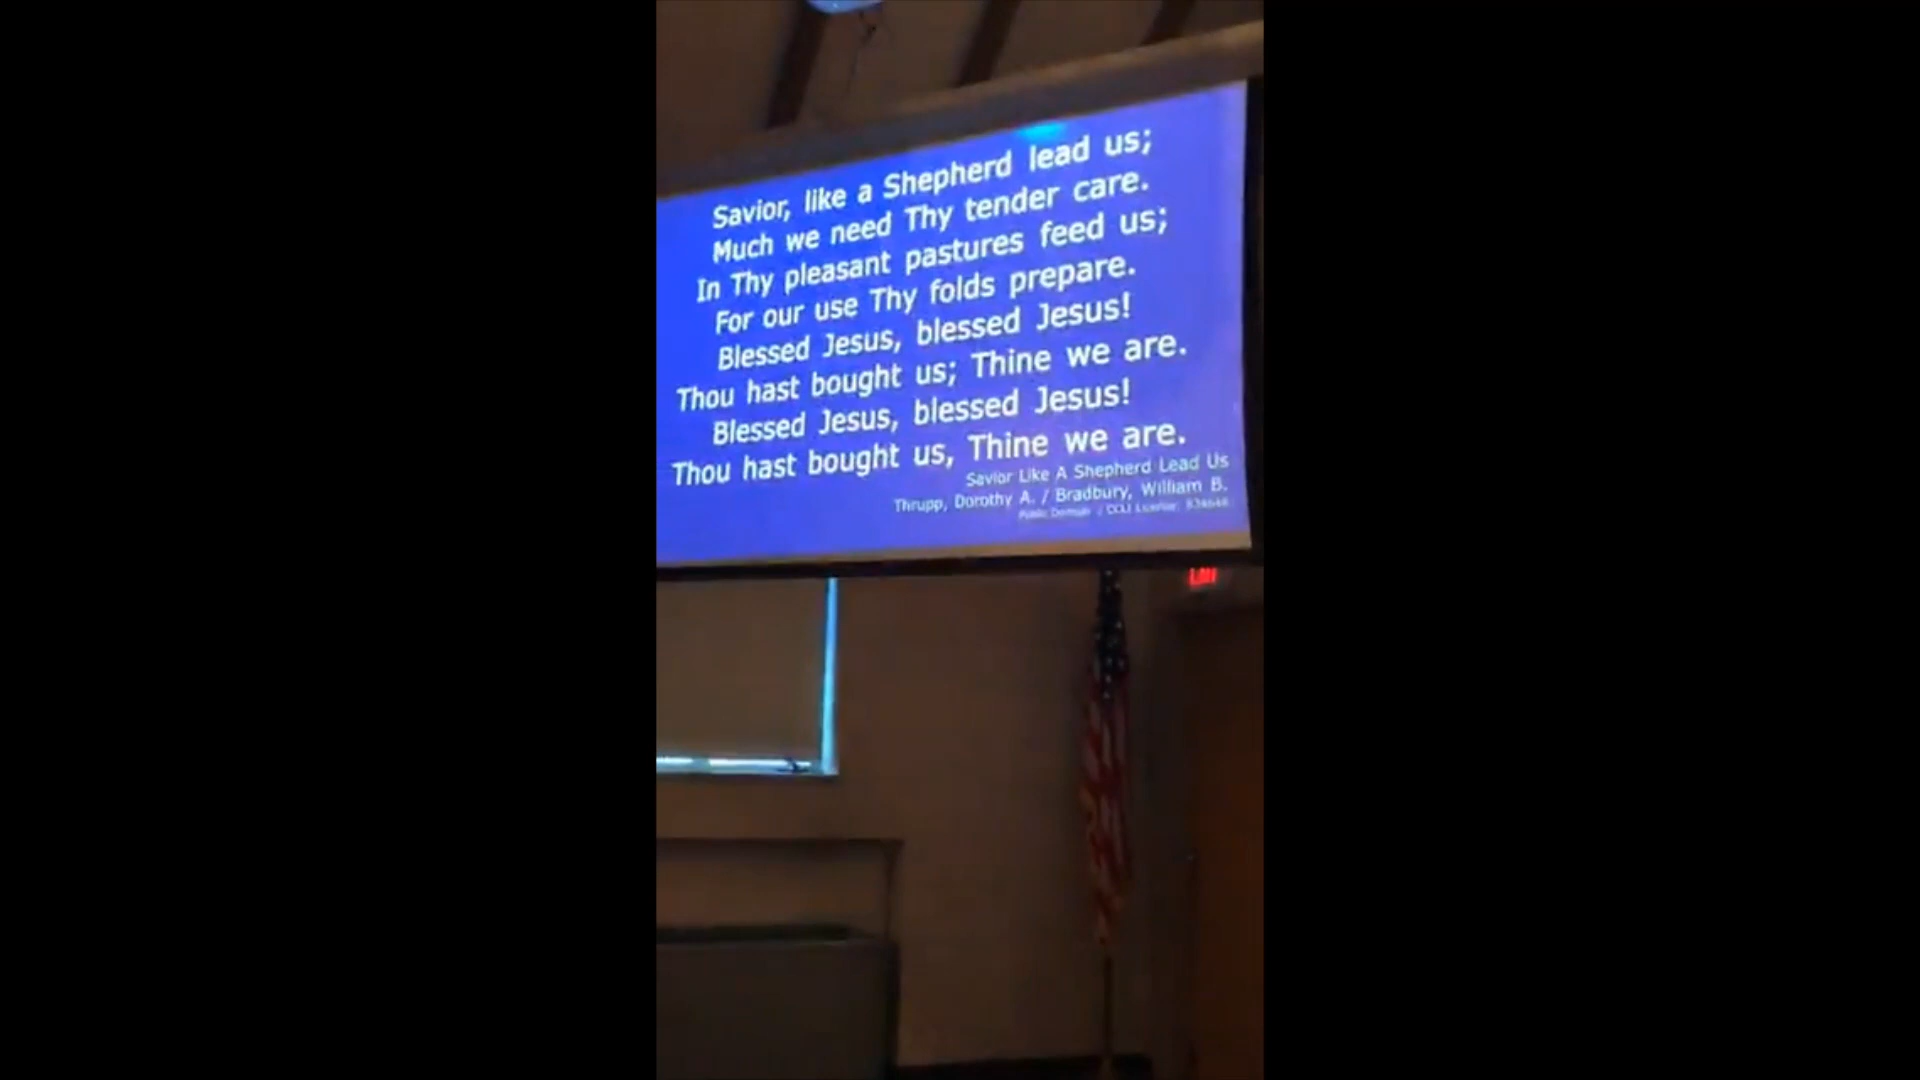 Savior, like a Shepherd lead us;
Much we need Thy tender care.
In Thy pleasant pastures feed us;
For our use Thy folds prepare.
Blessed Jesus, blessed Jesus!
Thou hast bought us; Thine we are.
Blessed Jesus, blessed Jesus!
Thou hast bought us, Thine we are.
Savior Like A Shepherd Lead Us
Thrupp, Dorothy A. / Bradbury, William B.
Public Domain / CCLI License:
EXIT